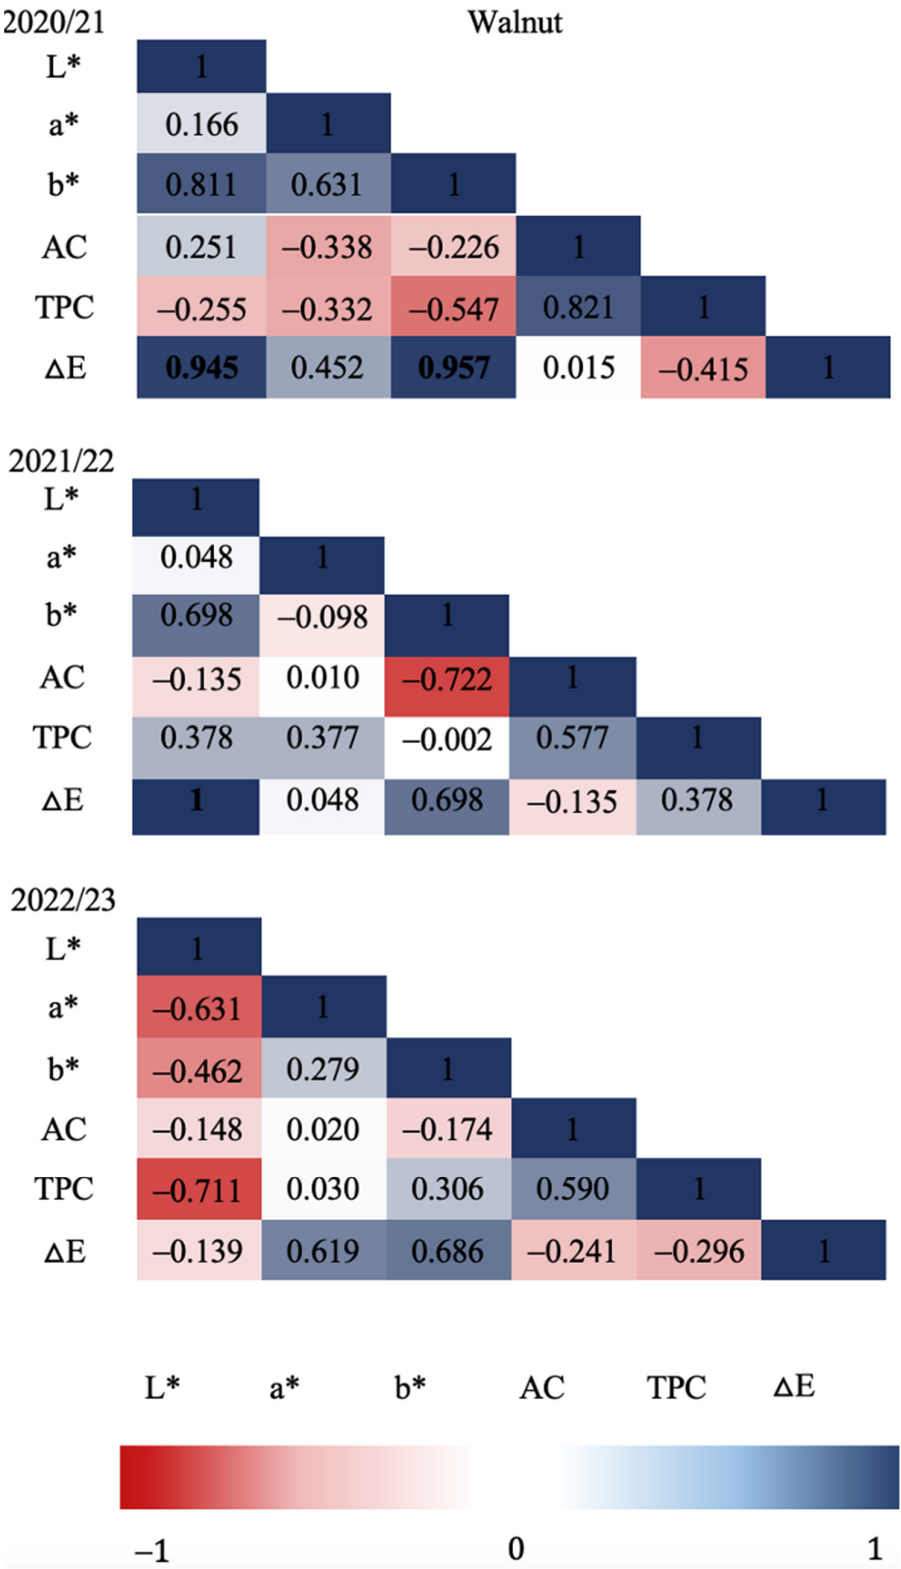 2020/21 Walnut
L* 1
a* 0.166 1
b* 0.811 0.631 1
AC 0.251 −0.338 −0.226 1
TPC −0.255 −0.332 −0.547 0.821 1
ΔE 0.945 0.452 0.957 0.015 −0.415 1
2021/22
L* 1
a* 0.048 1
b* 0.698 −0.098 1
AC −0.135 0.010 −0.722 1
TPC 0.378 0.377 −0.002 0.577 1
ΔE 1 0.048 0.698 −0.135 0.378 1
2022/23
L* 1
a* −0.631 1
b* −0.462 0.279 1
AC −0.148 0.020 −0.174 1
TPC −0.711 0.030 0.306 0.590 1
ΔE −0.139 0.619 0.686 −0.241 −0.296 1
L* a* b* AC TPC ΔE
−1 0 1